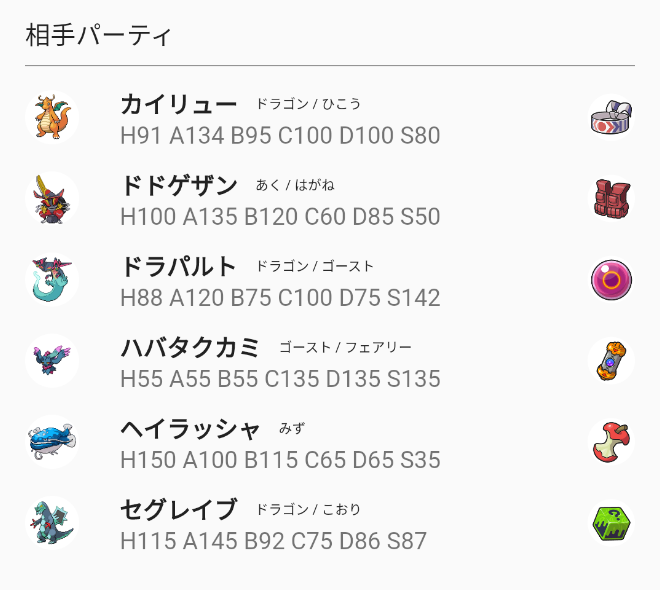 相手パーティ
カイリュー ドラゴン / ひこう
H91 A134 B95 C100 D100 S80
ドドゲザン あく / はがね
H100 A135 B120 C60 D85 S50
ドラパルト ドラゴン / ゴースト
H88 A120 B75 C100 D75 S142
ハバタクカミ ゴースト / フェアリー
H55 A55 B55 C135 D135 S135
ヘイラッシャ みず
H150 A100 B115 C65 D65 S35
セグレイブ ドラゴン / こおり
H115 A145 B92 C75 D86 S87